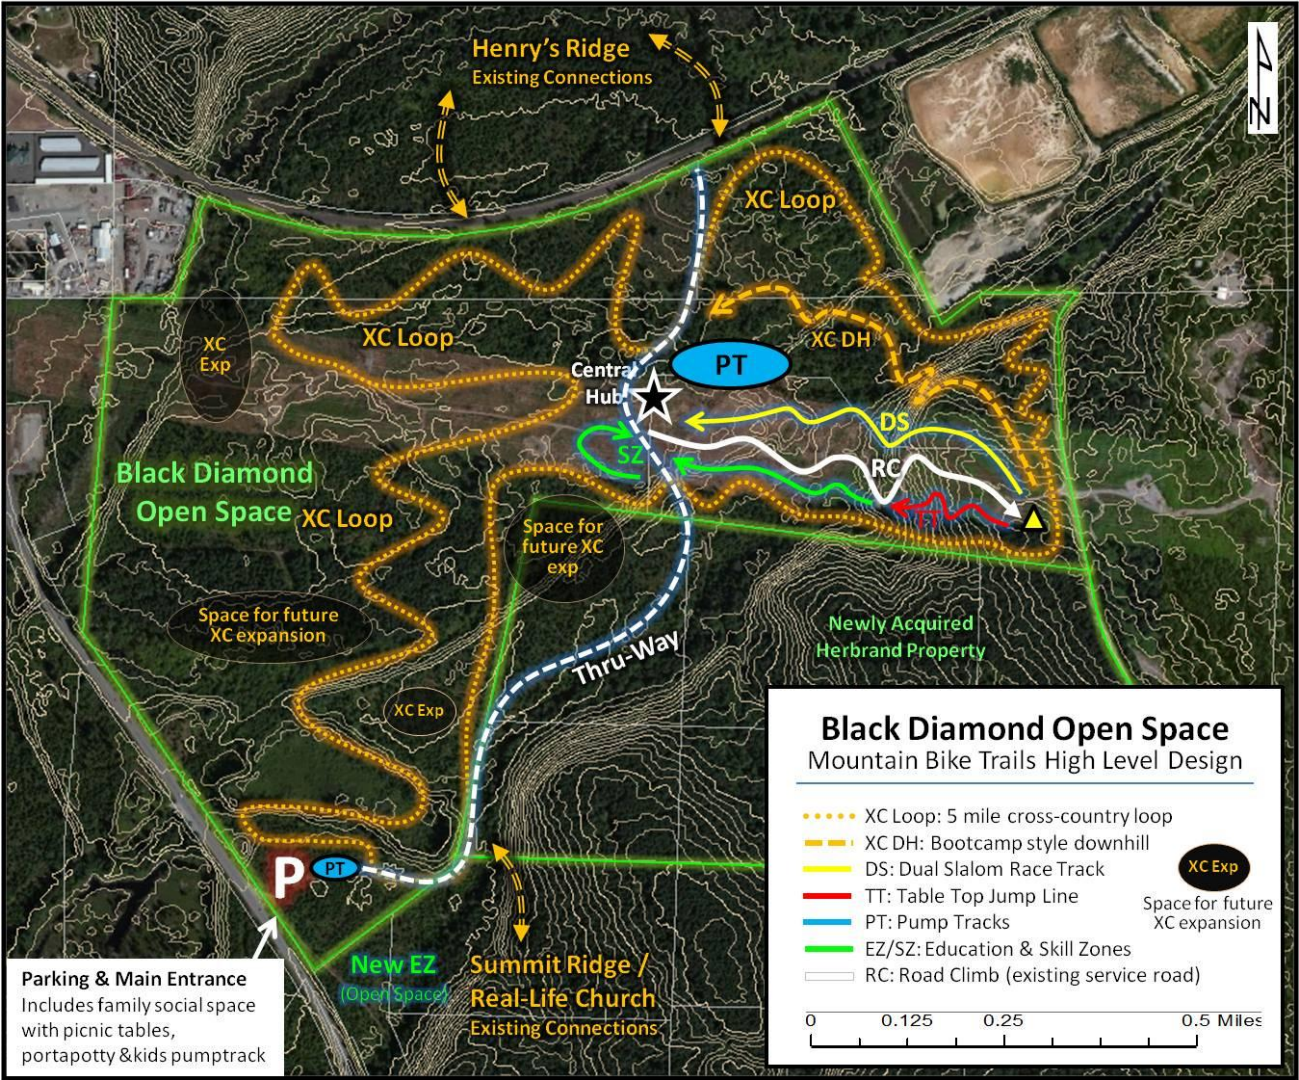 Henry's Ridge
Existing Connections
N
XC Loop
XC
Exp
XC Loop
XC DH
PT
Central
Hub
DS
SZ
RC
TT
Black Diamond
Open Space
XC Loop
Space for
future XC
exp
Space for future
XC expansion
Newly Acquired
Herbrand Property
Thru-Way
XC Exp
P
PT
New EZ
(Open Space)
Summit Ridge /
Real-Life Church
Existing Connections
Parking & Main Entrance
Includes family social space
with picnic tables,
portapotty &kids pumptrack
Black Diamond Open Space
Mountain Bike Trails High Level Design
XC Loop: 5 mile cross-country loop
XC DH: Bootcamp style downhill
DS: Dual Slalom Race Track
TT: Table Top Jump Line
PT: Pump Tracks
EZ/SZ: Education & Skill Zones
RC: Road Climb (existing service road)
XC Exp
Space for future
XC expansion
0 0.125 0.25 0.5 Miles